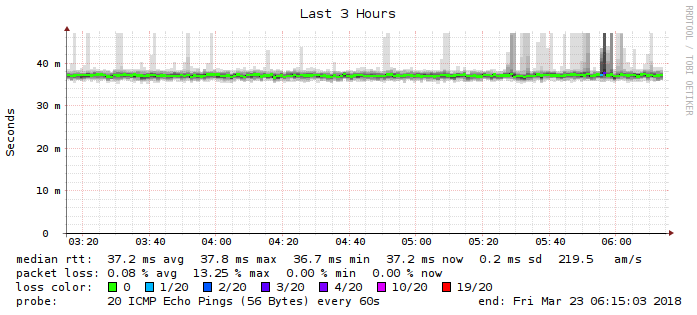 Last 3 Hours
RRDTOOL / TOBI OETIKER
Seconds
40 m
30 m
20 m
10 m
0
03:20 03:40 04:00 04:20 04:40 05:00 05:20 05:40 06:00
median rtt: 37.2 ms avg 37.8 ms max 36.7 ms min 37.2 ms now 0.2 ms sd 219.5 am/s
packet loss: 0.08 % avg 13.25 % max 0.00 % min 0.00 % now
loss color: 0 1/20 2/20 3/20 4/20 10/20 19/20
probe: 20 ICMP Echo Pings (56 Bytes) every 60s end: Fri Mar 23 06:15:03 2018